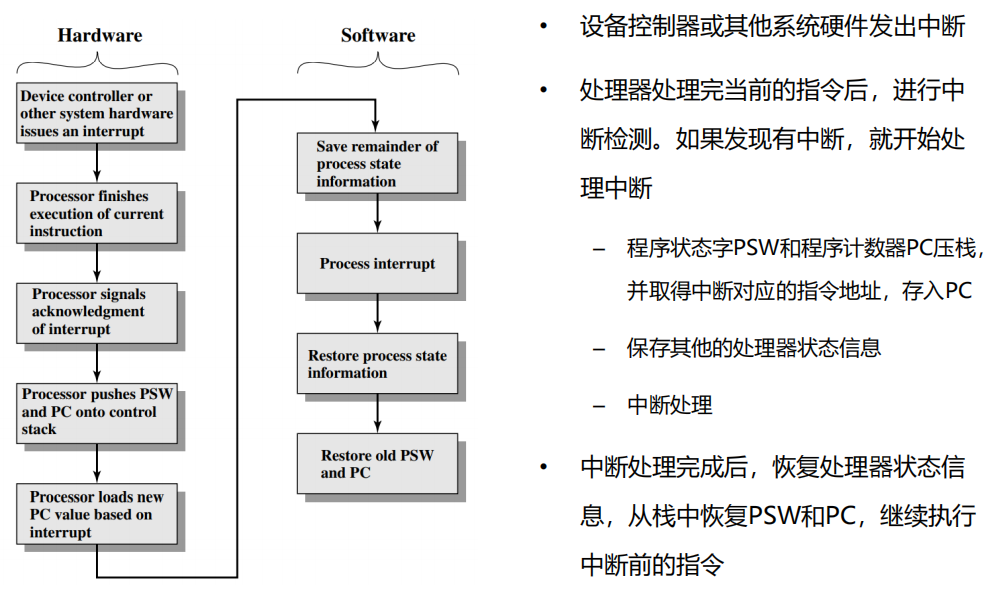 Hardware
Device controller or
other system hardware
issues an interrupt
Processor finishes
execution of current
instruction
Processor signals
acknowledgment
of interrupt
Processor pushes PSW
and PC onto control
stack
Processor loads new
PC value based on
interrupt
Software
Save remainder of
process state
information
Process interrupt
Restore process state
information
Restore old PSW
and PC
• 设备控制器或其他系统硬件发出中断
• 处理器处理完当前的指令后，进行中
断检测。如果发现有中断，就开始处
理中断
– 程序状态字PSW和程序计数器PC压栈，
并取得中断对应的指令地址，存入PC
– 保存其他的处理器状态信息
– 中断处理
• 中断处理完成后，恢复处理器状态信
息，从栈中恢复PSW和PC，继续执行
中断前的指令